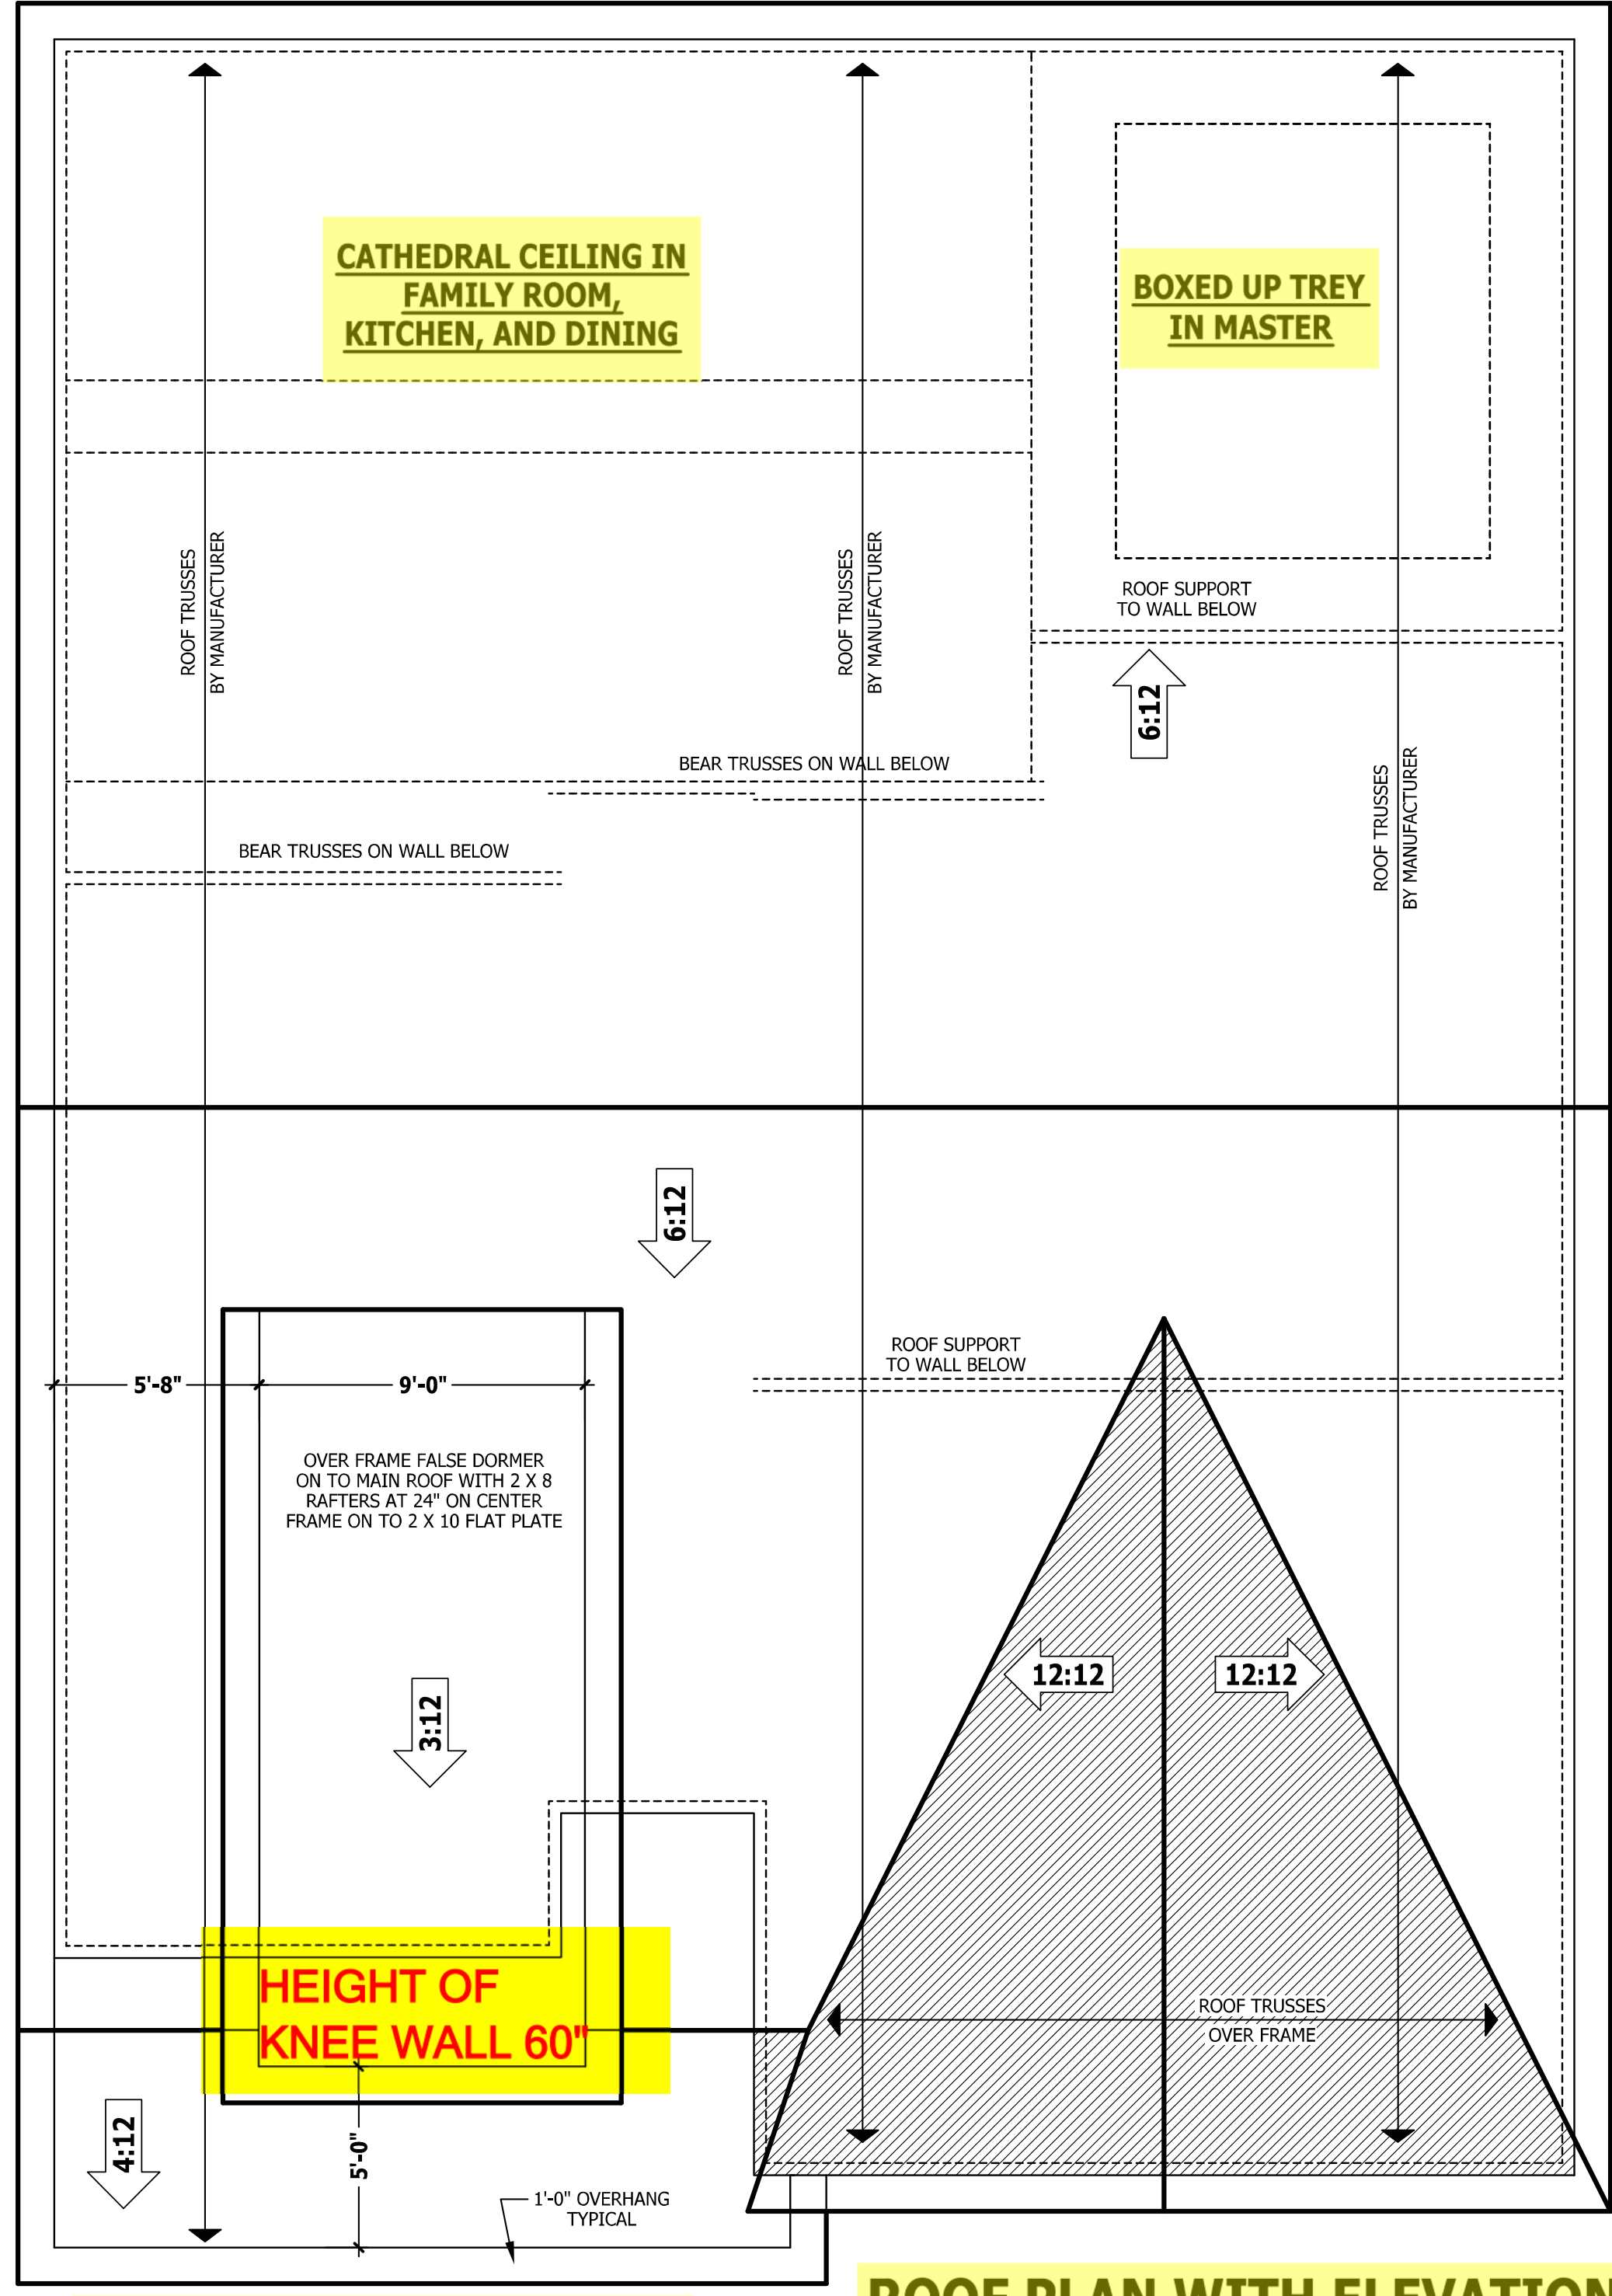 CATHEDRAL CEILING IN
FAMILY ROOM,
KITCHEN, AND DINING
BOXED UP TREY
IN MASTER
ROOF TRUSSES
BY MANUFACTURER
ROOF TRUSSES
BY MANUFACTURER
ROOF SUPPORT
TO WALL BELOW
6:12
BEAR TRUSSES ON WALL BELOW
ROOF TRUSSES
BY MANUFACTURER
BEAR TRUSSES ON WALL BELOW
6:12
ROOF SUPPORT
TO WALL BELOW
5'-8"
9'-0"
OVER FRAME FALSE DORMER
ON TO MAIN ROOF WITH 2 X 8
RAFTERS AT 24" ON CENTER
FRAME ON TO 2 X 10 FLAT PLATE
12:12
12:12
3:12
HEIGHT OF
KNEE WALL 60"
ROOF TRUSSES
OVER FRAME
4:12
5'-0"
1'-0" OVERHANG
TYPICAL
ROOF PLAN WITH ELEVATION